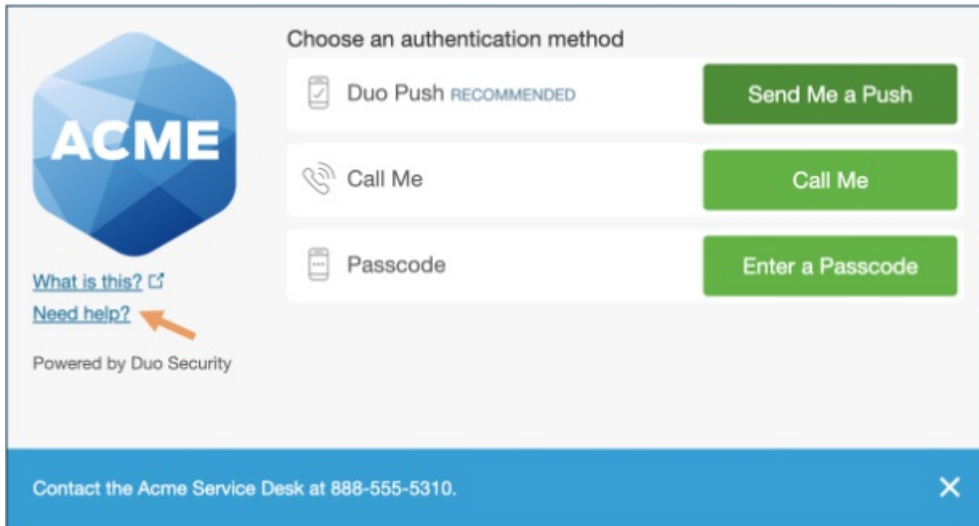 Choose an authentication method
ACME
Duo Push RECOMMENDED
Send Me a Push
Call Me
Call Me
Passcode
Enter a Passcode
What is this?
Need help?
Powered by Duo Security
Contact the Acme Service Desk at 888-555-5310.